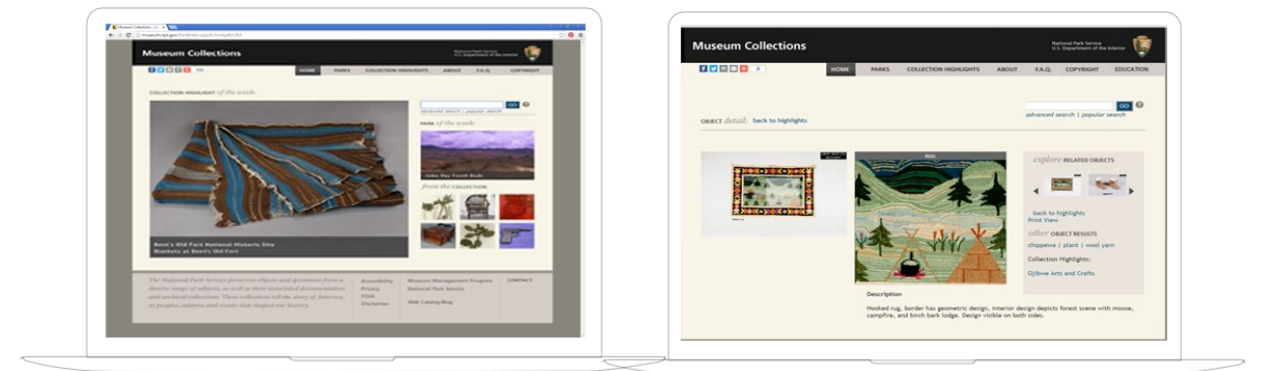 Museum Collections
National Park Service
U.S. Department of the Interior
HOME PARKS COLLECTION HIGHLIGHTS ABOUT F.A.Q. COPYRIGHT
COLLECTION HIGHLIGHT of the week:
GO
advanced search | popular search
PARK of the week:
John Day Fossil Beds
from the COLLECTION:
Bent's Old Fort National Historic Site
Blankets at Bent's Old Fort
The National Park Service preserves objects and specimens from a
diverse range of subjects, as well as their associated documentation
and archival collections. These collections tell the story of America,
its peoples, cultures and events that shaped our history.
Accessibility
Privacy
FOIA
Disclaimer
Museum Management Program
National Park Service
Web Catalog Blog
CONTACT
Museum Collections
National Park Service
U.S. Department of the Interior
0
HOME PARKS COLLECTION HIGHLIGHTS ABOUT F.A.Q. COPYRIGHT EDUCATION
GO
advanced search | popular search
OBJECT detail: back to highlights
RUG
explore RELATED OBJECTS
back to highlights
Print View
other OBJECT RESULTS
chippewa | plant | wool yarn
Collection Highlights:
Ojibwe Arts and Crafts
Description
Hooked rug, border has geometric design, interior design depicts forest scene with moose,
campfire, and birch bark lodge. Design visible on both sides.